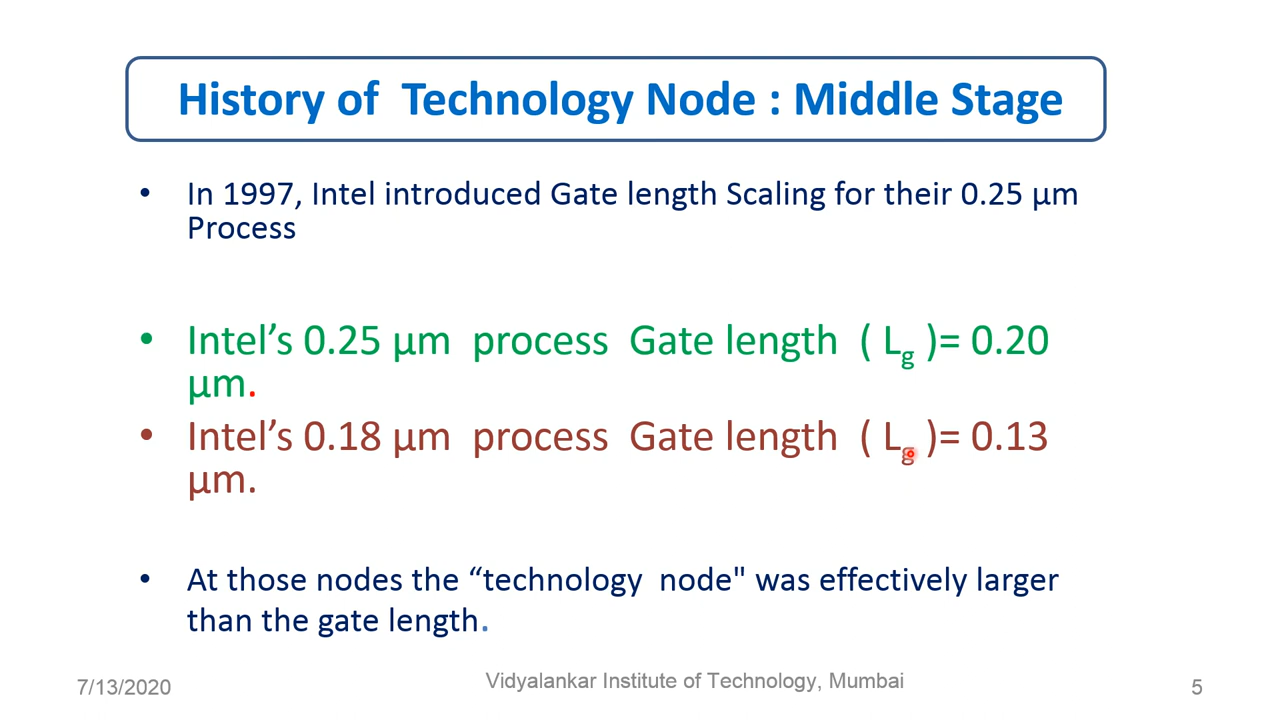 History of Technology Node : Middle Stage
• In 1997, Intel introduced Gate length Scaling for their 0.25 μm
Process
• Intel’s 0.25 μm process Gate length ( Lg )= 0.20
μm.
• Intel’s 0.18 μm process Gate length ( Lg )= 0.13
μm.
• At those nodes the “technology node" was effectively larger
than the gate length.
7/13/2020
Vidyalankar Institute of Technology, Mumbai
5